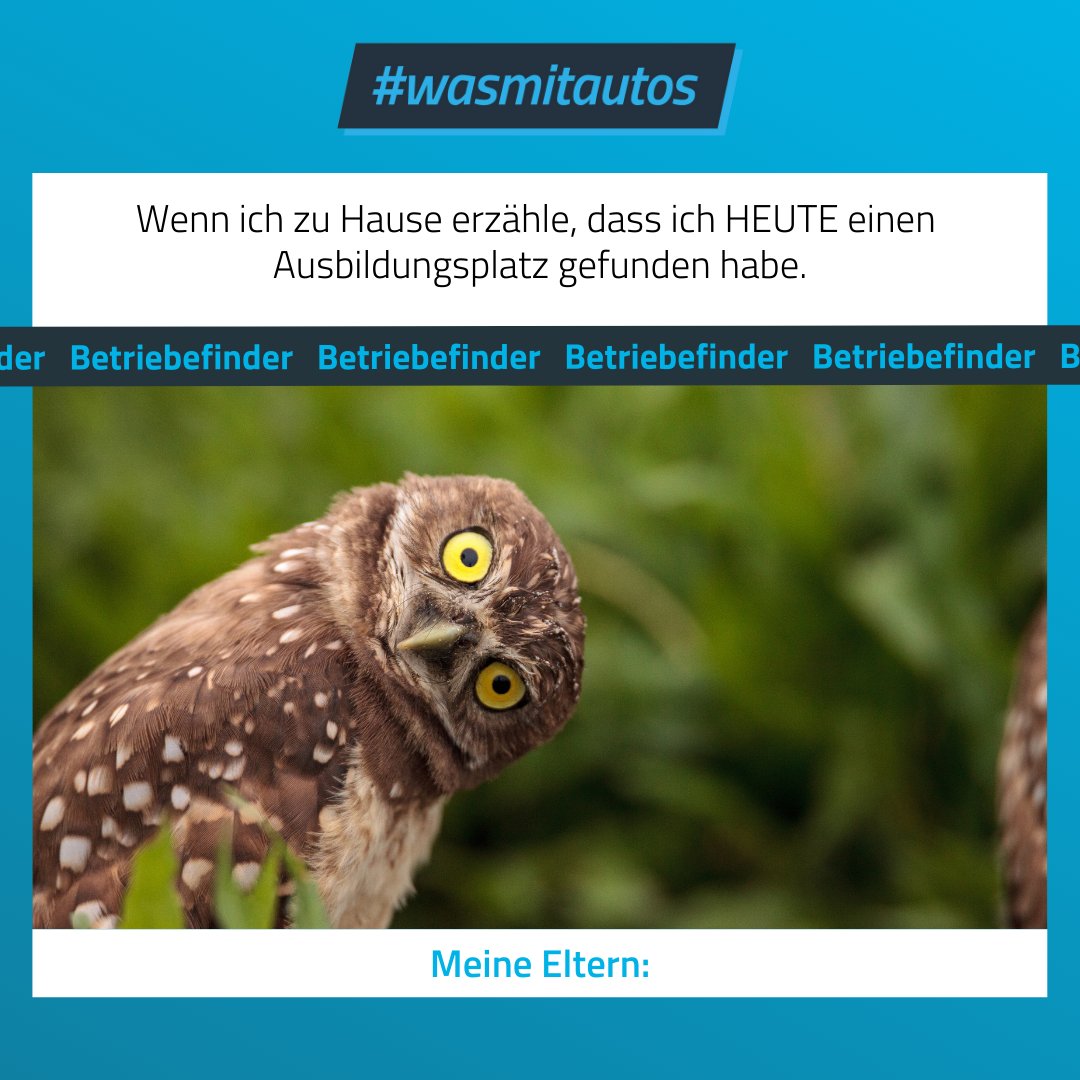 #wasmitautos
Wenn ich zu Hause erzähle, dass ich HEUTE einen
Ausbildungsplatz gefunden habe.
der Betriebefinder Betriebefinder Betriebefinder Betriebefinder B
Meine Eltern: